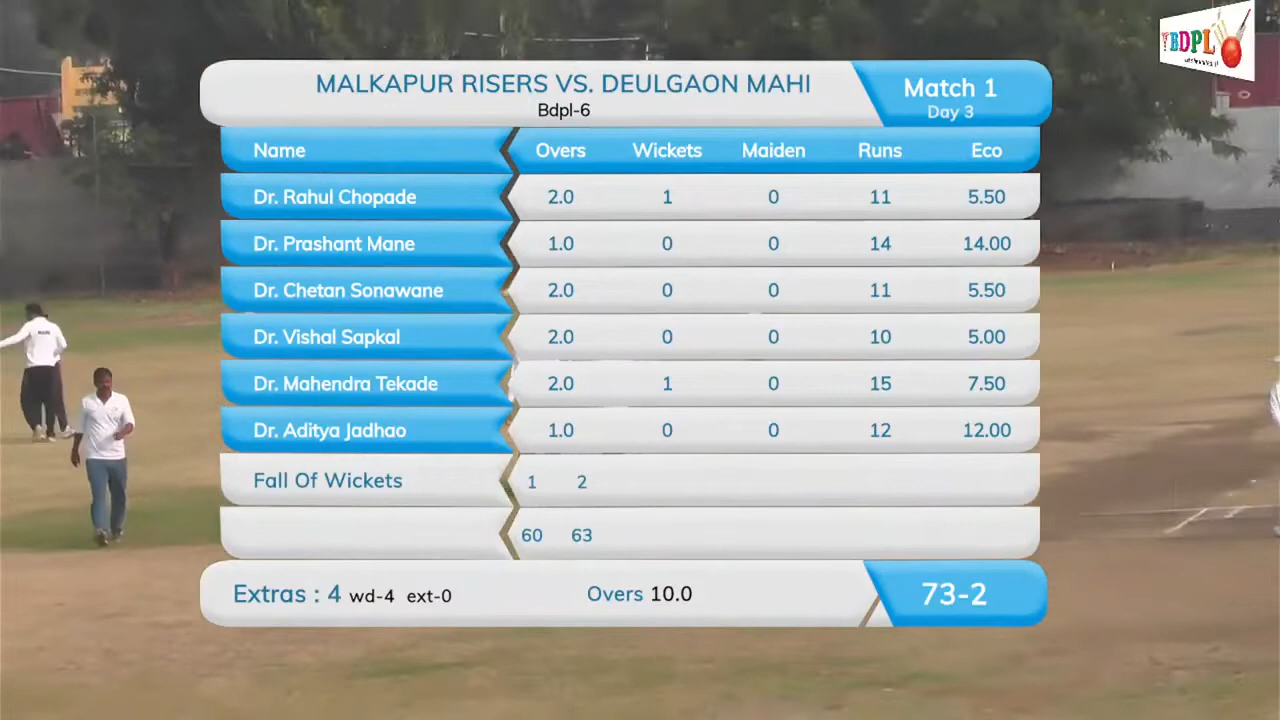 BDPL
MALKAPUR RISERS VS. DEULGAON MAHI
Bdpl-6
Match 1
Day 3
Name Overs Wickets Maiden Runs Eco
Dr. Rahul Chopade 2.0 1 0 11 5.50
Dr. Prashant Mane 1.0 0 0 14 14.00
Dr. Chetan Sonawane 2.0 0 0 11 5.50
Dr. Vishal Sapkal 2.0 0 0 10 5.00
Dr. Mahendra Tekade 2.0 1 0 15 7.50
Dr. Aditya Jadhao 1.0 0 0 12 12.00
Fall Of Wickets 1 2
60 63
Extras : 4 wd-4 ext-0 Overs 10.0 73-2